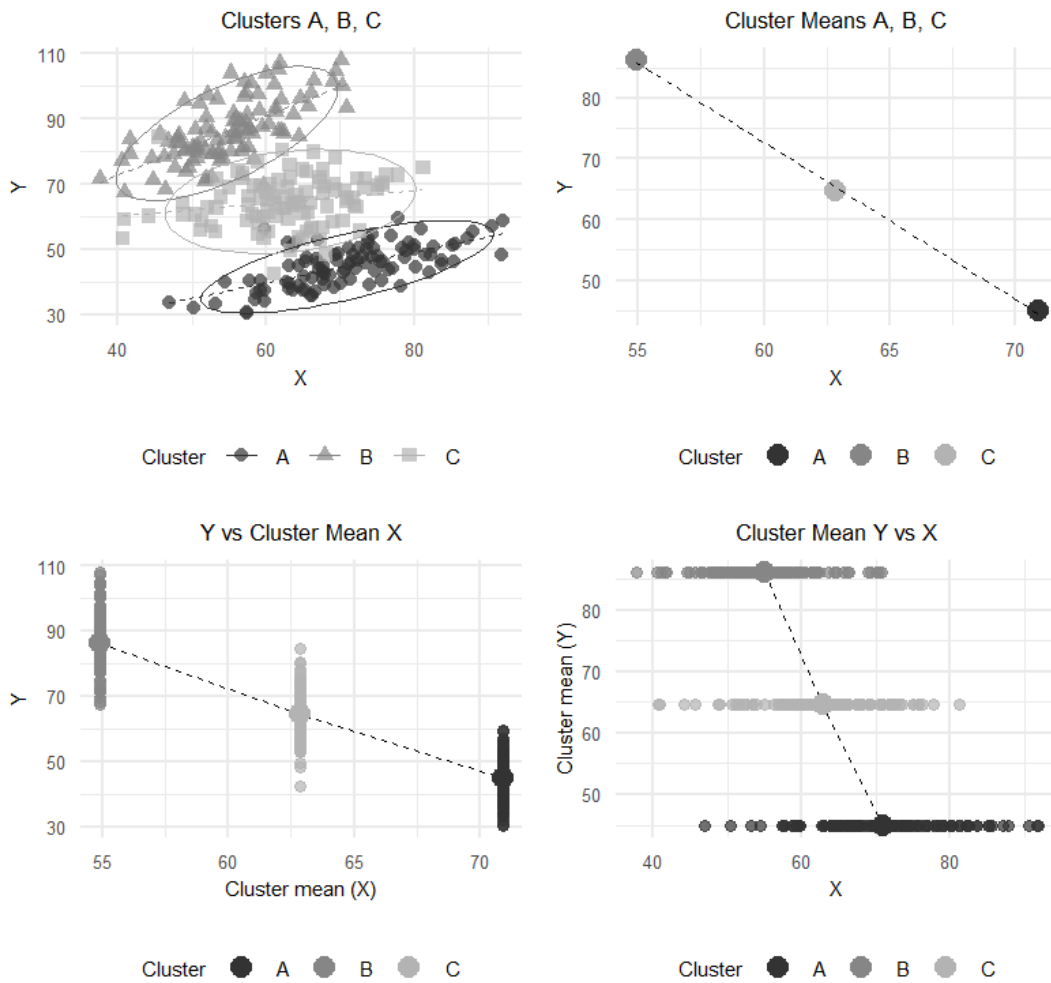 Clusters A, B, C
110
90
70
50
30
Y
40 60 80
X
Cluster A B C
Cluster Means A, B, C
80
70
60
50
Y
55 60 65 70
X
Cluster A B C
Y vs Cluster Mean X
110
90
70
50
30
Y
55 60 65 70
Cluster mean (X)
Cluster A B C
Cluster Mean Y vs X
80
70
60
50
Cluster mean (Y)
40 60 80
X
Cluster A B C